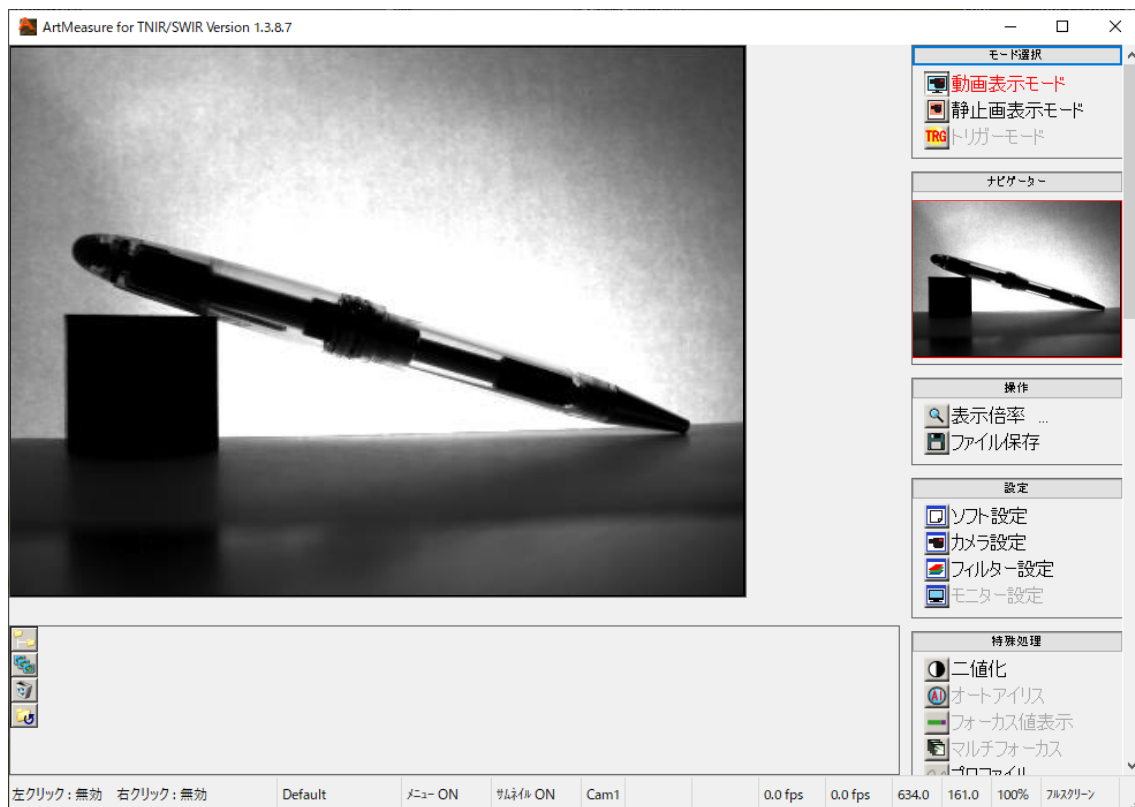 ArtMeasure for TNIR/SWIR Version 1.3.8.7
モード選択
動画表示モード
静止画表示モード
TRG トリガーモード
ナビゲーター
操作
表示倍率 ...
ファイル保存
設定
ソフト設定
カメラ設定
フィルター設定
モニター設定
特殊処理
二値化
AI オートアイリス
フォーカス値表示
マルチフォーカス
プロファイル
左クリック : 無効 右クリック : 無効 Default メニュー ON サムネイル ON Cam1 0.0 fps 0.0 fps 634.0 161.0 100% フルスクリーン